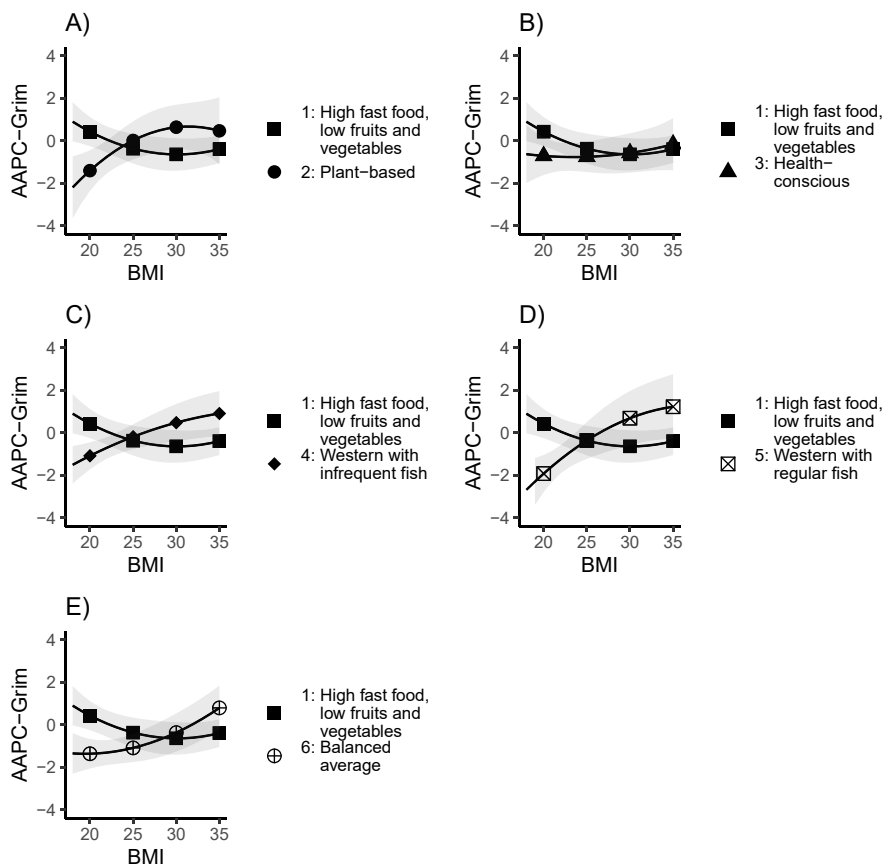 A)
4
2
0
−2
−4
AAPC−Grim
20 25 30 35
BMI
1: High fast food,
low fruits and
vegetables
2: Plant−based
B)
4
2
0
−2
−4
AAPC−Grim
20 25 30 35
BMI
1: High fast food,
low fruits and
vegetables
3: Health−
conscious
C)
4
2
0
−2
−4
AAPC−Grim
20 25 30 35
BMI
1: High fast food,
low fruits and
vegetables
4: Western with
infrequent fish
D)
4
2
0
−2
−4
AAPC−Grim
20 25 30 35
BMI
1: High fast food,
low fruits and
vegetables
5: Western with
regular fish
E)
4
2
0
−2
−4
AAPC−Grim
20 25 30 35
BMI
1: High fast food,
low fruits and
vegetables
6: Balanced
average